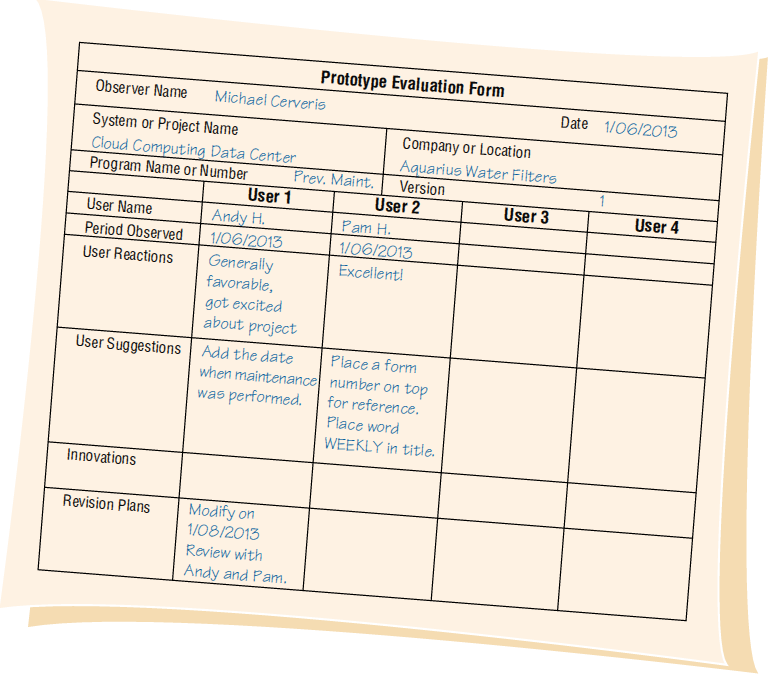 Prototype Evaluation Form
Observer Name Michael Cerveris Date 1/06/2013
System or Project Name
Cloud Computing Data Center
Company or Location
Aquarius Water Filters
Program Name or Number Prev. Maint.
Version 1
User 1 User 2 User 3 User 4
User Name Andy H. Pam H.
Period Observed 1/06/2013 1/06/2013
User Reactions
Generally
favorable,
got excited
about project
Excellent!
User Suggestions
Add the date
when maintenance
was performed.
Place a form
number on top
for reference.
Place word
WEEKLY in title.
Innovations
Revision Plans
Modify on
1/08/2013
Review with
Andy and Pam.